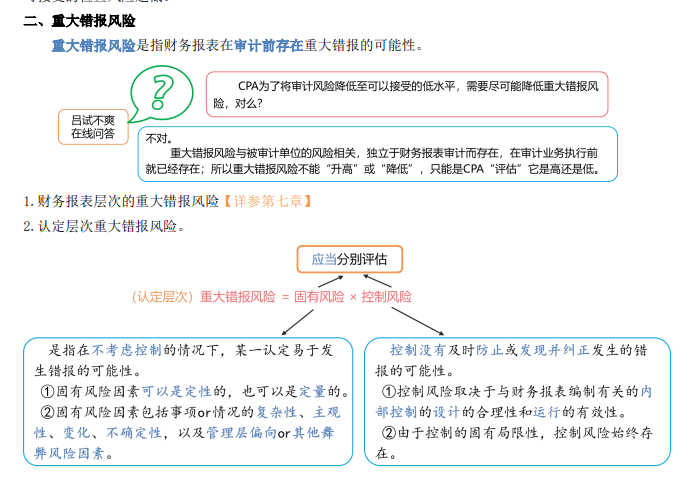 二、重大错报风险
重大错报风险是指财务报表在审计前存在重大错报的可能性。
?
CPA为了将审计风险降低至可以接受的低水平，需要尽可能降低重大错报风
险，对么?
吕试不爽
在线问答
不对。
重大错报风险与被审计单位的风险相关，独立于财务报表审计而存在，在审计业务执行前
就已经存在；所以重大错报风险不能“升高”或“降低”，只能是CPA“评估”它是高还是低。
1.财务报表层次的重大错报风险【详参第七章】
2.认定层次重大错报风险。
应当分别评估
（认定层次）重大错报风险 = 固有风险 × 控制风险
是指在不考虑控制的情况下，某一认定易于发
生错报的可能性。
①固有风险因素可以是定性的，也可以是定量的。
②固有风险因素包括事项or情况的复杂性、主观
性、变化、不确定性，以及管理层偏向or其他舞
弊风险因素。
控制没有及时防止或发现并纠正发生的错
报的可能性。
①控制风险取决于与财务报表编制有关的内
部控制的设计的合理性和运行的有效性。
②由于控制的固有局限性，控制风险始终存
在。